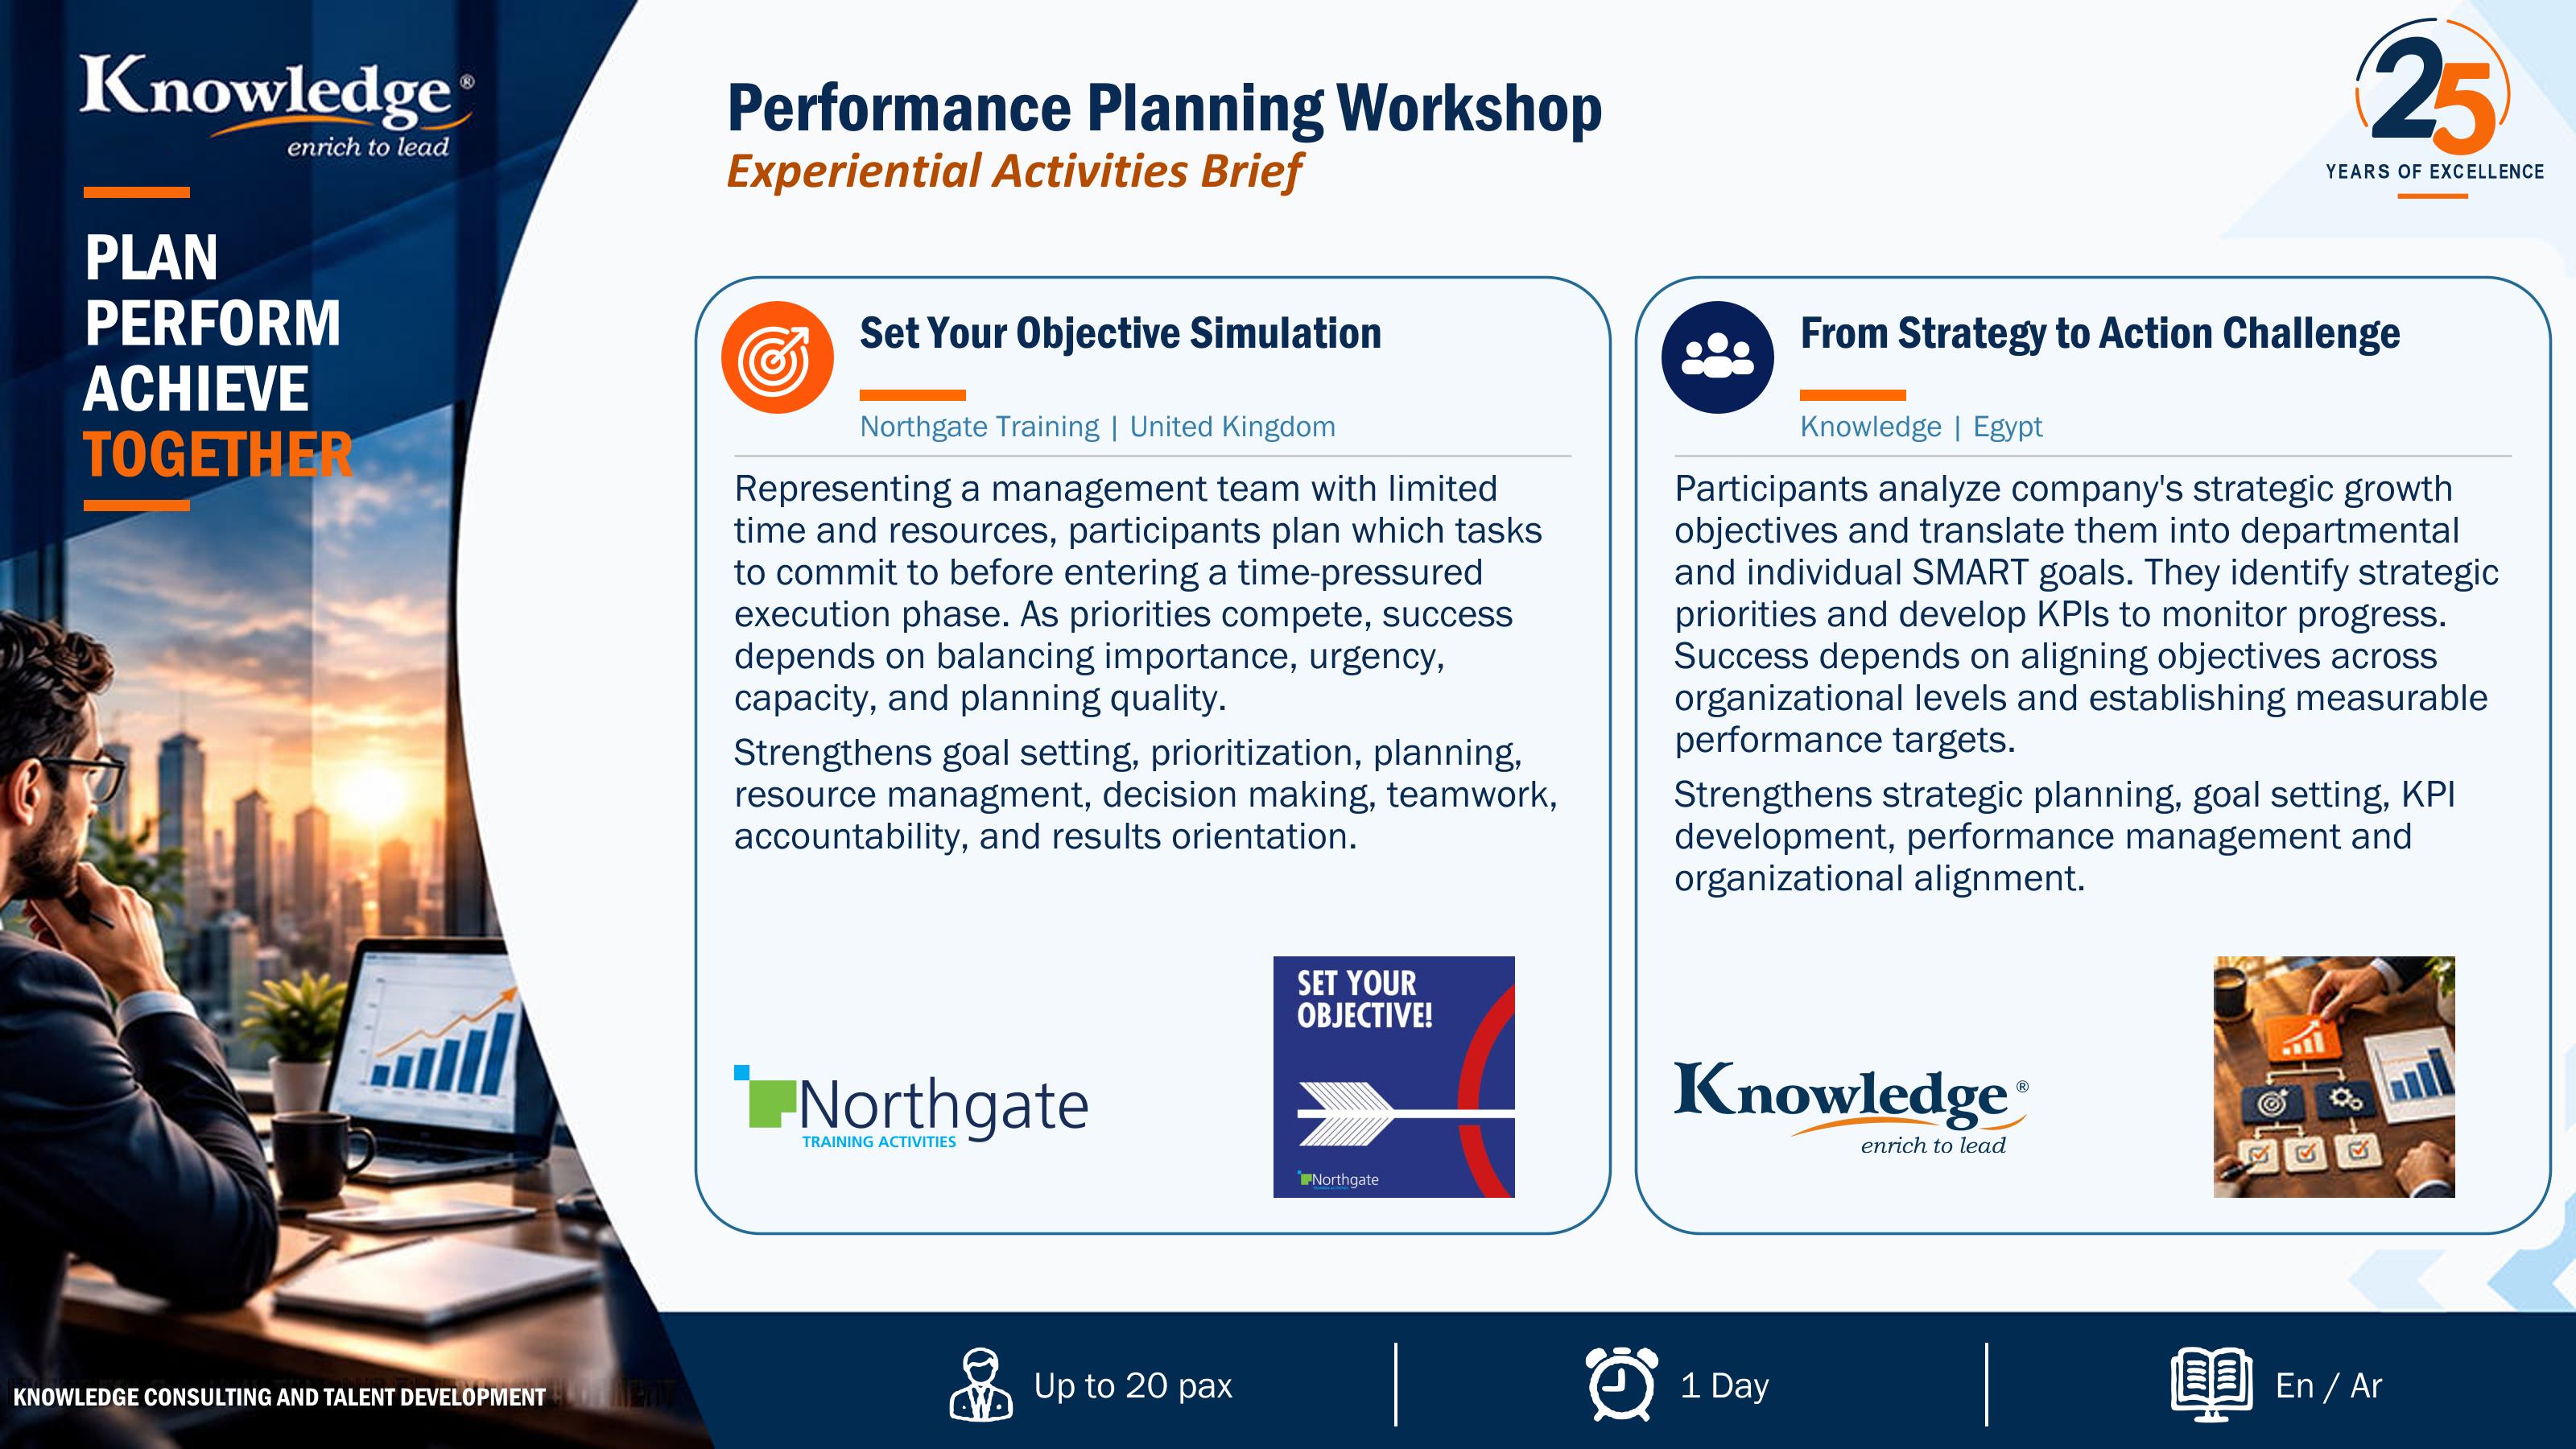 Knowledge®
enrich to lead
PLAN
PERFORM
ACHIEVE
TOGETHER
KNOWLEDGE CONSULTING AND TALENT DEVELOPMENT
Performance Planning Workshop
Experiential Activities Brief
25
YEARS OF EXCELLENCE
Set Your Objective Simulation
Northgate Training | United Kingdom
Representing a management team with limited
time and resources, participants plan which tasks
to commit to before entering a time-pressured
execution phase. As priorities compete, success
depends on balancing importance, urgency,
capacity, and planning quality.
Strengthens goal setting, prioritization, planning,
resource managment, decision making, teamwork,
accountability, and results orientation.
Northgate
TRAINING ACTIVITIES
SET YOUR
OBJECTIVE!
Northgate
From Strategy to Action Challenge
Knowledge | Egypt
Participants analyze company's strategic growth
objectives and translate them into departmental
and individual SMART goals. They identify strategic
priorities and develop KPIs to monitor progress.
Success depends on aligning objectives across
organizational levels and establishing measurable
performance targets.
Strengthens strategic planning, goal setting, KPI
development, performance management and
organizational alignment.
Knowledge®
enrich to lead
Up to 20 pax
1 Day
En / Ar